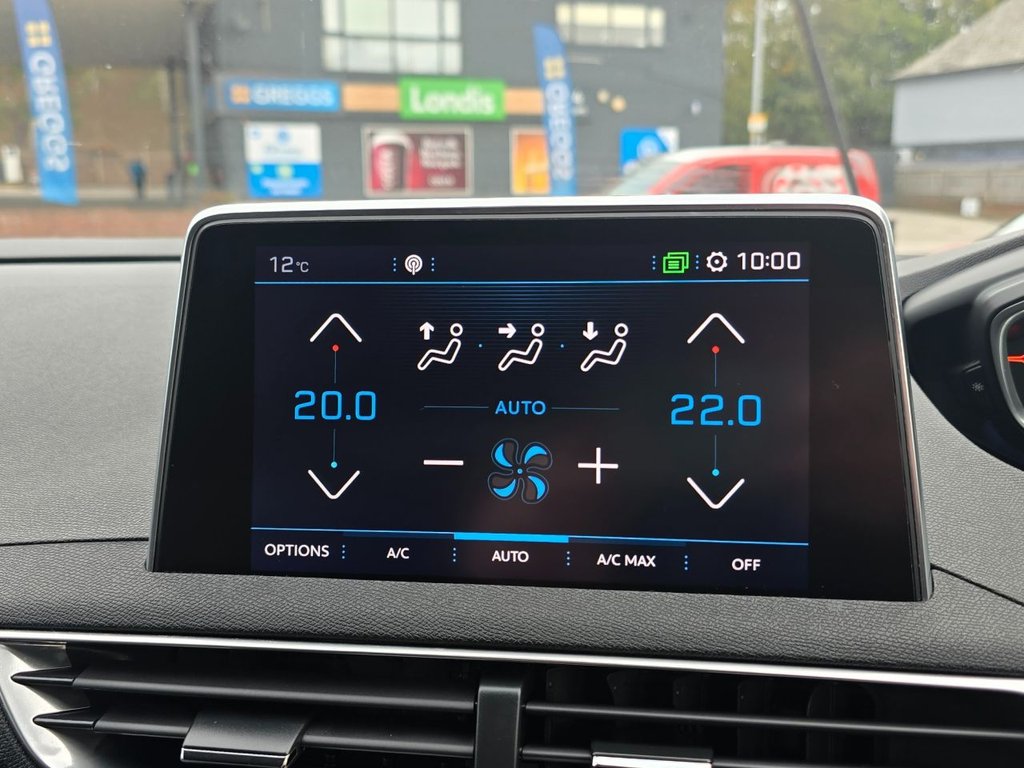 GREGGS
GREGGS
Londis
GREGGS
12°C
10:00
20.0
AUTO
22.0
OPTIONS
A/C
AUTO
A/C MAX
OFF